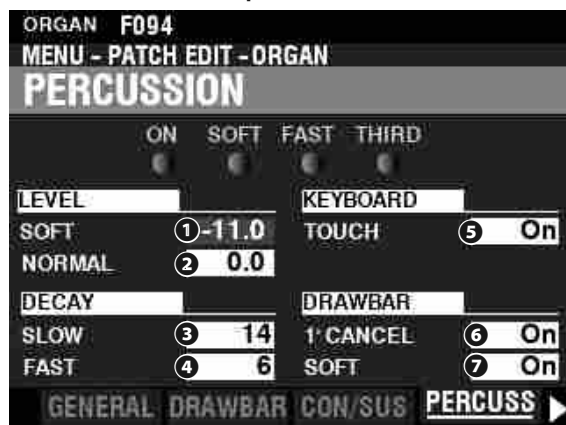 ORGAN F094
MENU - PATCH EDIT - ORGAN
PERCUSSION
ON SOFT FAST THIRD
LEVEL KEYBOARD
SOFT ① -11.0 TOUCH ⑤ On
NORMAL ② 0.0
DECAY DRAWBAR
SLOW ③ 14 1' CANCEL ⑥ On
FAST ④ 6 SOFT ⑦ On
GENERAL DRAWBAR CON/SUS PERCUSS